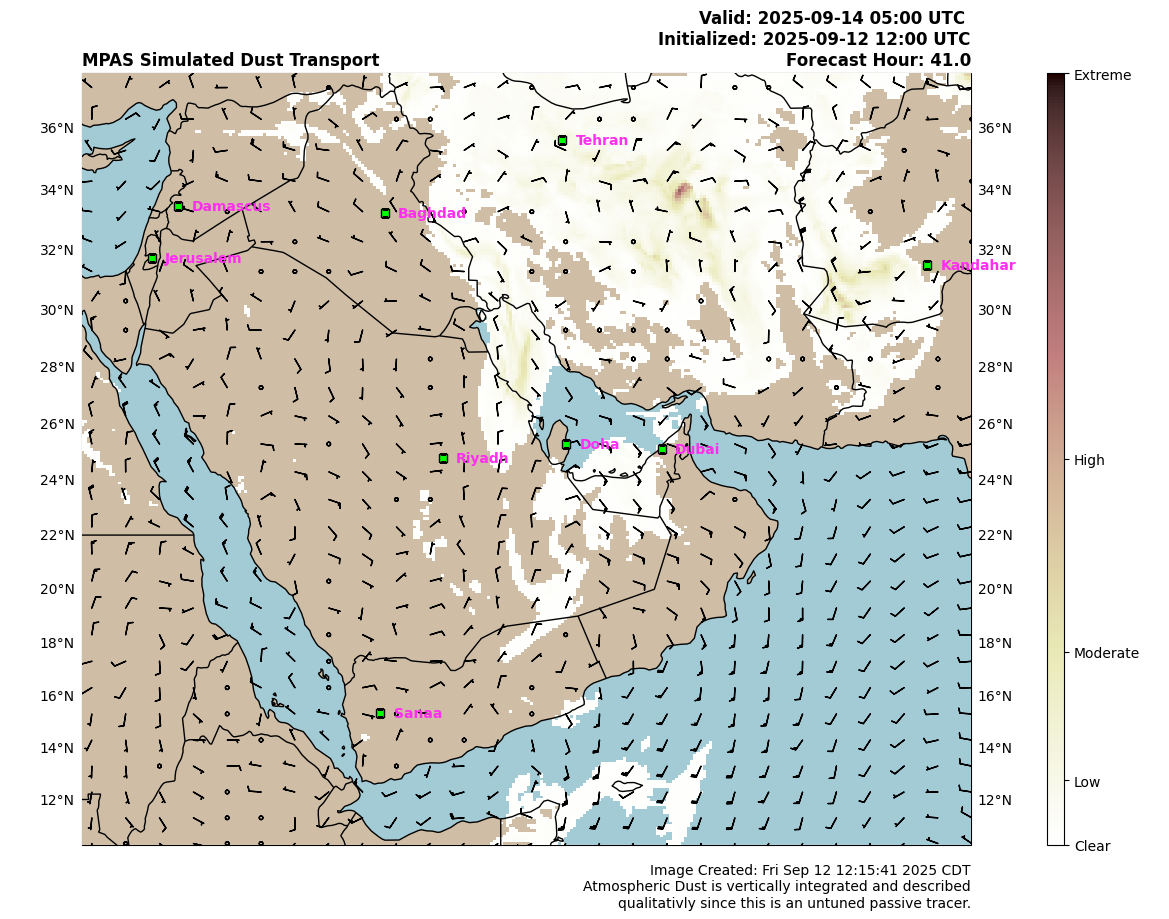 Valid: 2025-09-14 05:00 UTC
Initialized: 2025-09-12 12:00 UTC
MPAS Simulated Dust Transport
Forecast Hour: 41.0
Extreme
36°N
Tehran
36°N
34°N
34°N
Damascus
Baghdad
32°N
32°N
Jerusalem
Kandahar
30°N
30°N
28°N
28°N
26°N
26°N
Doha
Dubai
Riyadh
High
24°N
24°N
22°N
22°N
20°N
20°N
18°N
18°N
Moderate
16°N
16°N
Sanaa
14°N
14°N
Low
12°N
12°N
Clear
Image Created: Fri Sep 12 12:15:41 2025 CDT
Atmospheric Dust is vertically integrated and described
qualitativly since this is an untuned passive tracer.